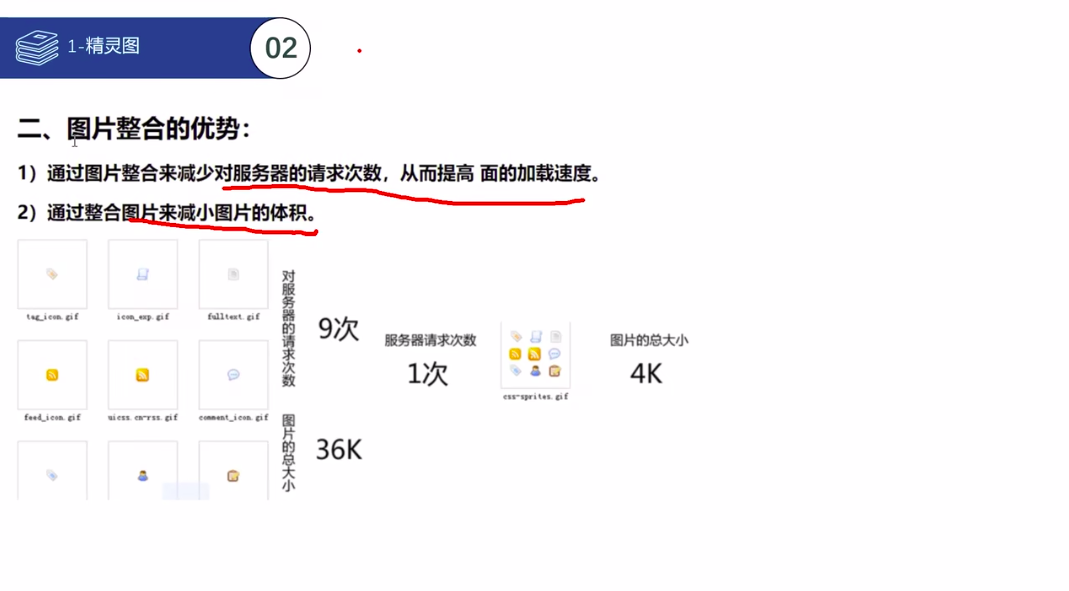 1-精灵图
02
二、图片整合的优势：
1）通过图片整合来减少对服务器的请求次数，从而提高 面的加载速度。
2）通过整合图片来减小图片的体积。
tag_icon.gif
icon_exp.gif
fulltext.gif
feed_icon.gif
uicss.cn-rss.gif
comment_icon.gif
对服务器的请求次数
9次
图片的总大小
36K
服务器请求次数
1次
css-sprites.gif
图片的总大小
4K